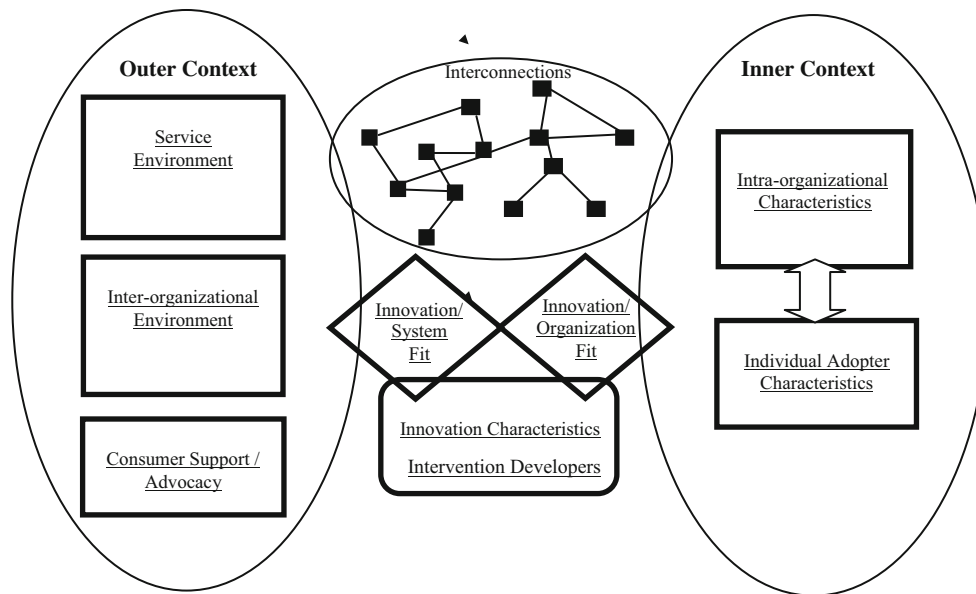 Outer Context
Service
Environment
Inter-organizational
Environment
Consumer Support /
Advocacy
Interconnections
Innovation/
System
Fit
Innovation/
Organization
Fit
Innovation Characteristics
Intervention Developers
Inner Context
Intra-organizational
Characteristics
Individual Adopter
Characteristics